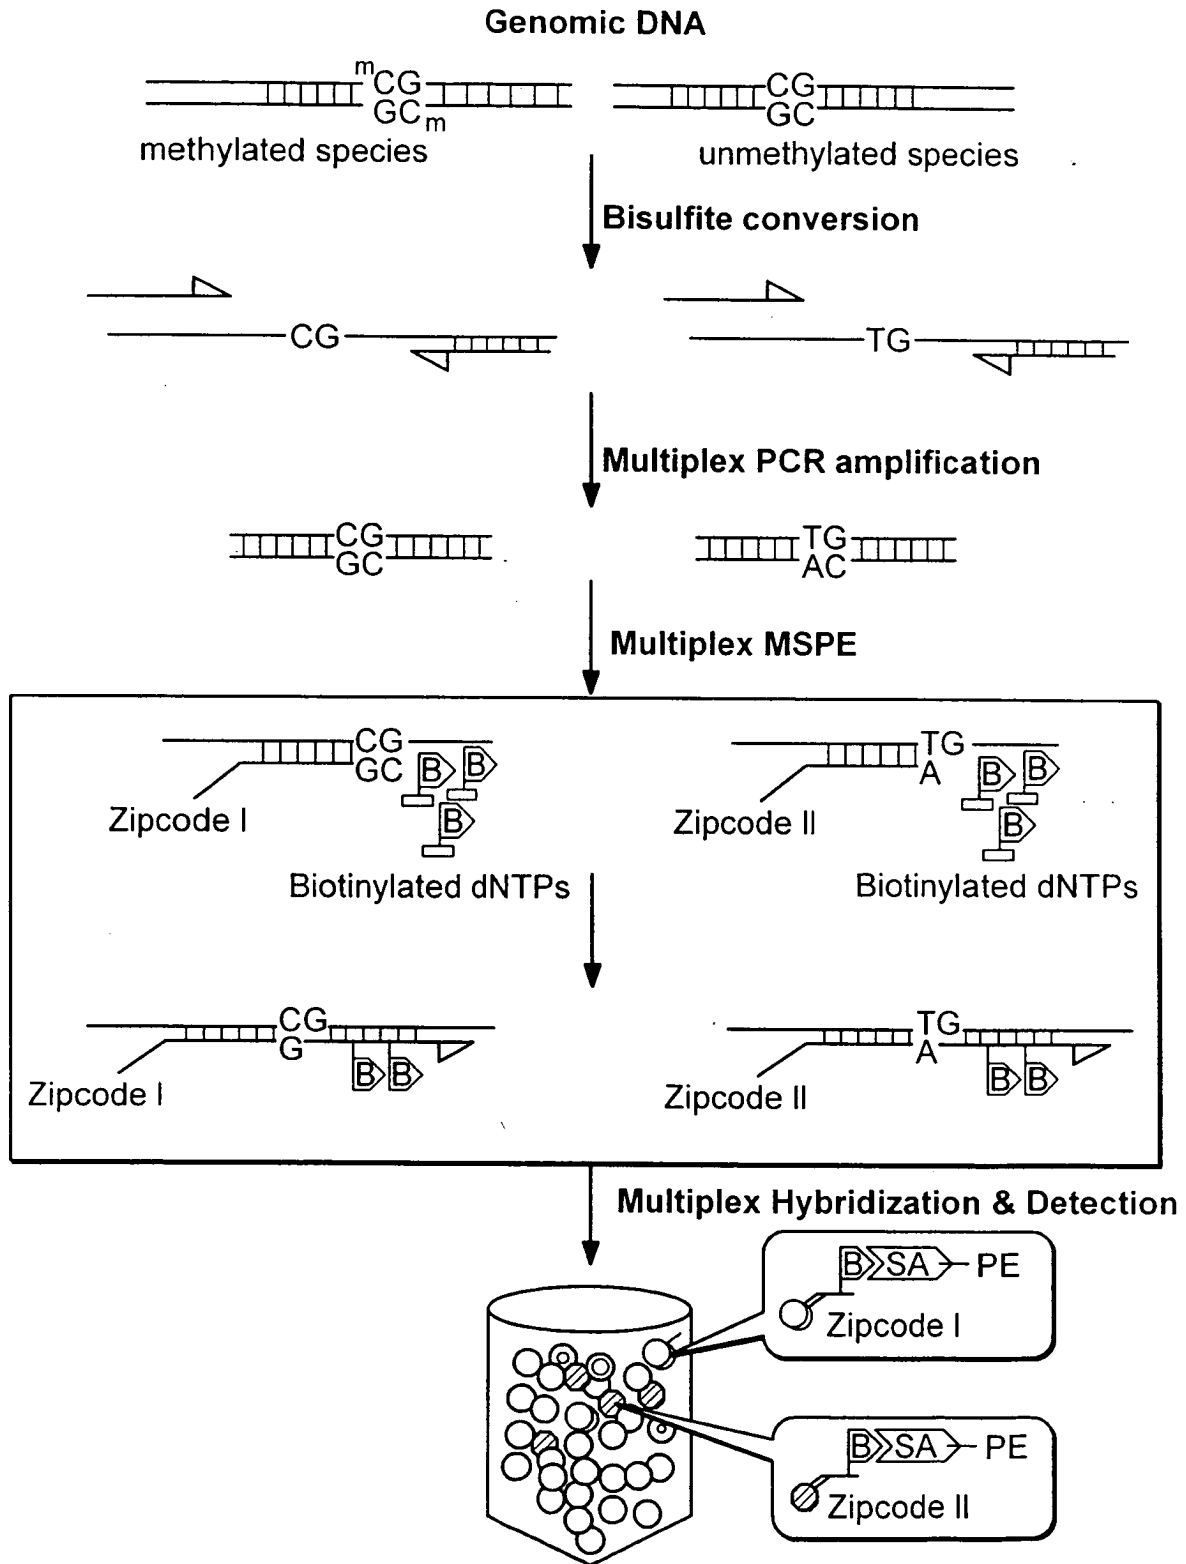 Genomic DNA
mCG
GCm
methylated species
CG
GC
unmethylated species
Bisulfite conversion
CG
TG
Multiplex PCR amplification
CG
GC
TG
AC
Multiplex MSPE
CG
GC
B B
B
Zipcode I
Biotinylated dNTPs
TG
A
B B
B
Zipcode II
Biotinylated dNTPs
CG
G
B B
Zipcode I
TG
A
B B
Zipcode II
Multiplex Hybridization & Detection
B SA PE
Zipcode I
B SA PE
Zipcode II